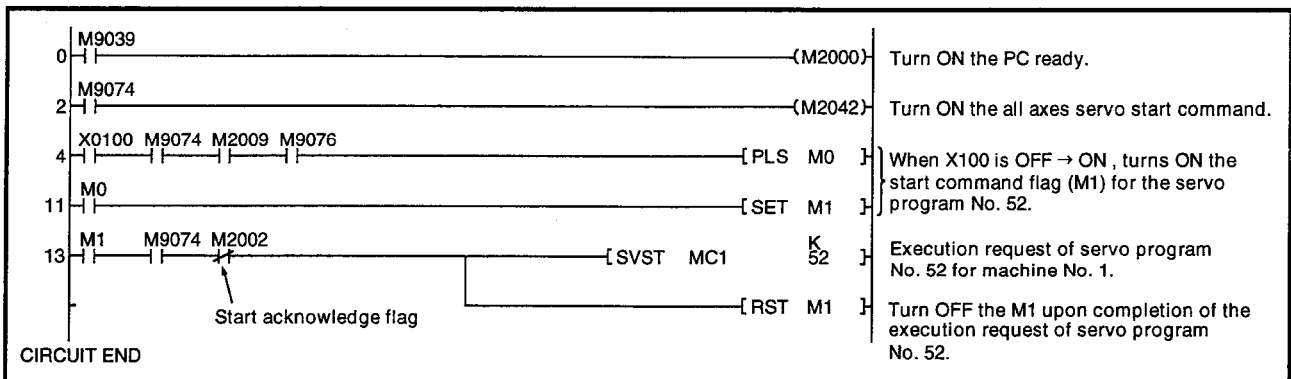 M9039
0 (M2000) Turn ON the PC ready.
M9074
2 (M2042) Turn ON the all axes servo start command.
X0100 M9074 M2009 M9076
4 [PLS M0 ] When X100 is OFF → ON , turns ON the
start command flag (M1) for the servo
program No. 52.
M0
11 [SET M1 ]
M1 M9074 M2002
13 [SVST MC1 K
52 ] Execution request of servo program
No. 52 for machine No. 1.
[RST M1 ] Turn OFF the M1 upon completion of the
execution request of servo program
No. 52.
Start acknowledge flag
CIRCUIT END